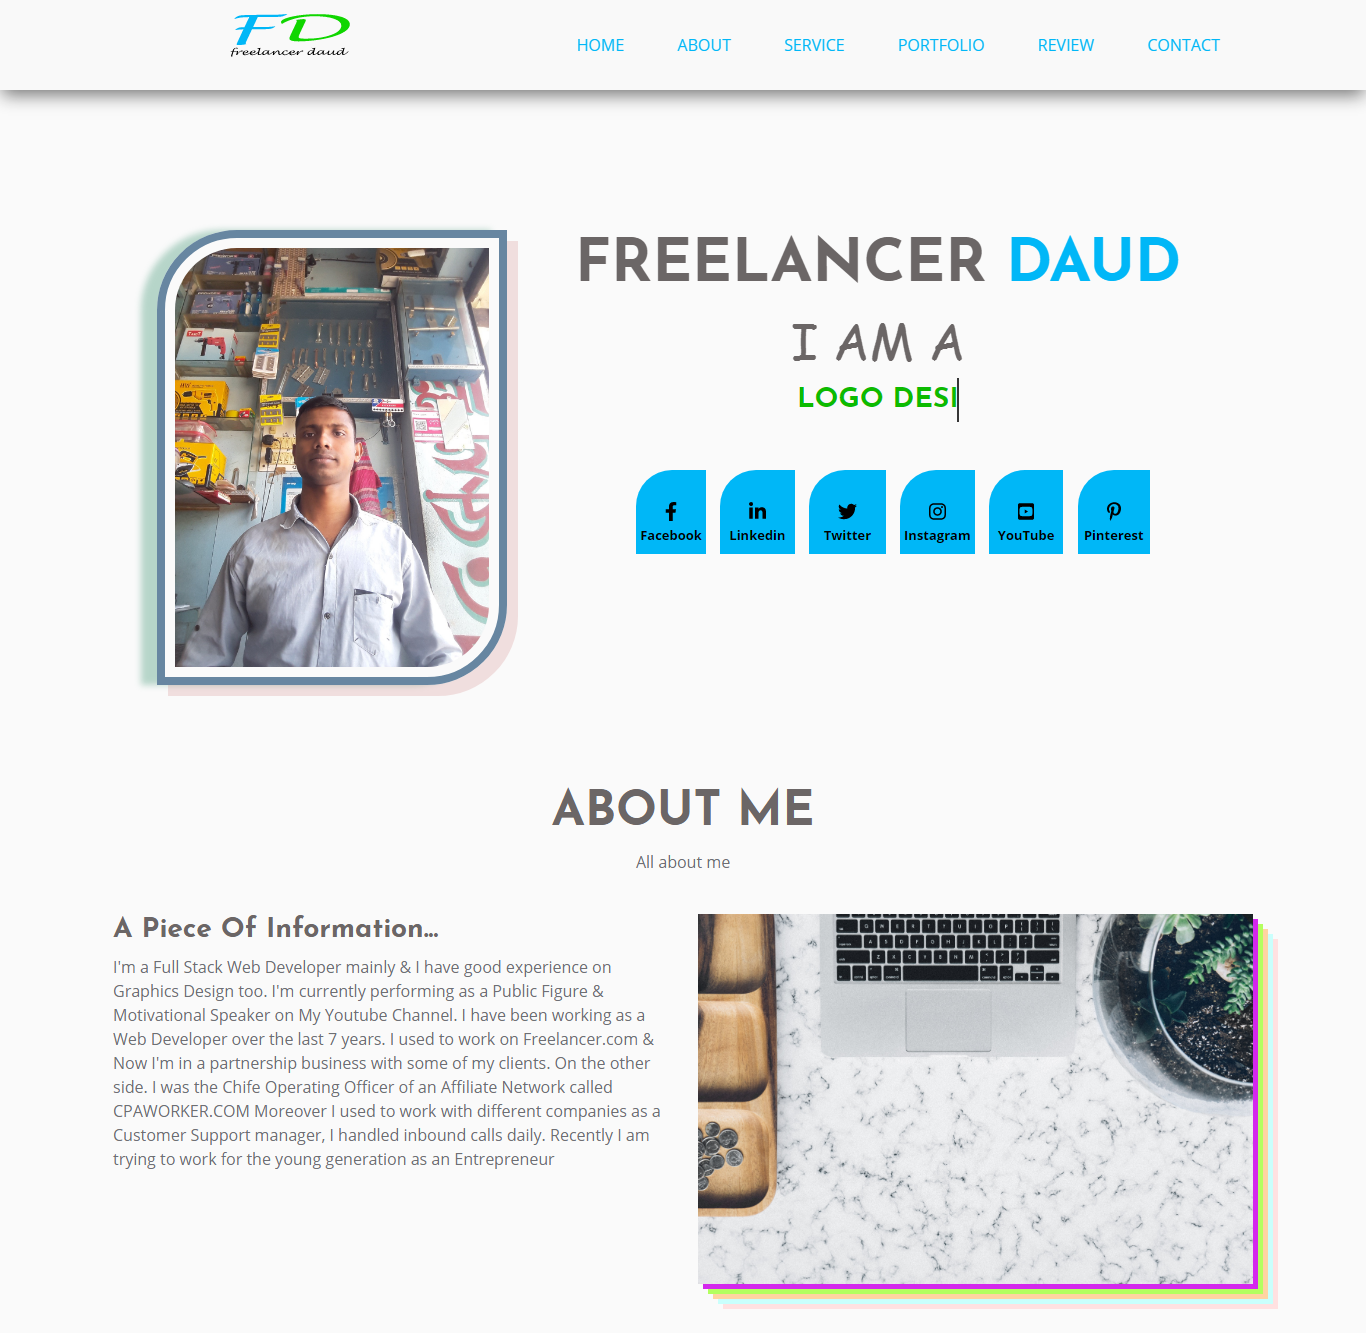 FD
freelancer daud
HOME ABOUT SERVICE PORTFOLIO REVIEW CONTACT
FREELANCER DAUD
I AM A
LOGO DESI
Facebook Linkedin Twitter Instagram YouTube Pinterest
ABOUT ME
All about me
A Piece Of Information...
I'm a Full Stack Web Developer mainly & I have good experience on
Graphics Design too. I'm currently performing as a Public Figure &
Motivational Speaker on My Youtube Channel. I have been working as a
Web Developer over the last 7 years. I used to work on Freelancer.com &
Now I'm in a partnership business with some of my clients. On the other
side. I was the Chife Operating Officer of an Affiliate Network called
CPAWORKER.COM Moreover I used to work with different companies as a
Customer Support manager, I handled inbound calls daily. Recently I am
trying to work for the young generation as an Entrepreneur